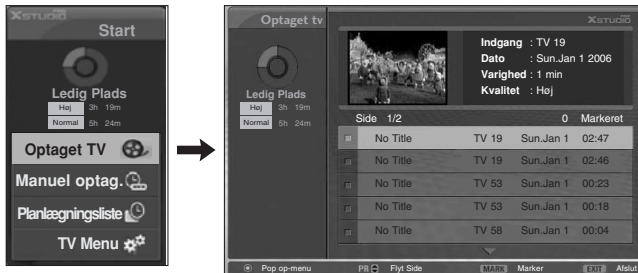 XSTUDIO PRO
Start
Ledig Plads
Høj 3h 19m
Normal 5h 24m
Optaget TV
Manuel optag.
Planlægningsliste
TV Menu
Optaget tv
XSTUDIO PRO
Ledig Plads
Høj 3h 19m
Normal 5h 24m
Indgang : TV 19
Dato : Sun.Jan 1 2006
Varighed : 1 min
Kvalitet : Høj
Side 1/2 0 Markeret
No Title TV 19 Sun.Jan 1 02:47
No Title TV 19 Sun.Jan 1 02:46
No Title TV 53 Sun.Jan 1 00:23
No Title TV 53 Sun.Jan 1 00:18
No Title TV 58 Sun.Jan 1 00:04
Pop op-menu PR Flyt Side MARK Marker EXIT Afslut